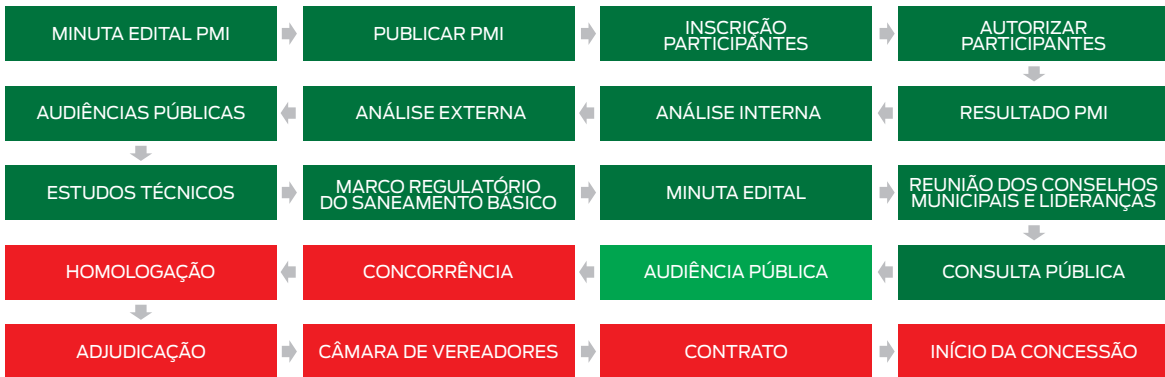 MINUTA EDITAL PMI
PUBLICAR PMI
INSCRIÇÃO
PARTICIPANTES
AUTORIZAR
PARTICIPANTES
RESULTADO PMI
ANÁLISE INTERNA
ANÁLISE EXTERNA
AUDIÊNCIAS PÚBLICAS
ESTUDOS TÉCNICOS
MARCO REGULATÓRIO
DO SANEAMENTO BÁSICO
MINUTA EDITAL
REUNIÃO DOS CONSELHOS
MUNICIPAIS E LIDERANÇAS
CONSULTA PÚBLICA
AUDIÊNCIA PÚBLICA
CONCORRÊNCIA
HOMOLOGAÇÃO
ADJUDICAÇÃO
CÂMARA DE VEREADORES
CONTRATO
INÍCIO DA CONCESSÃO